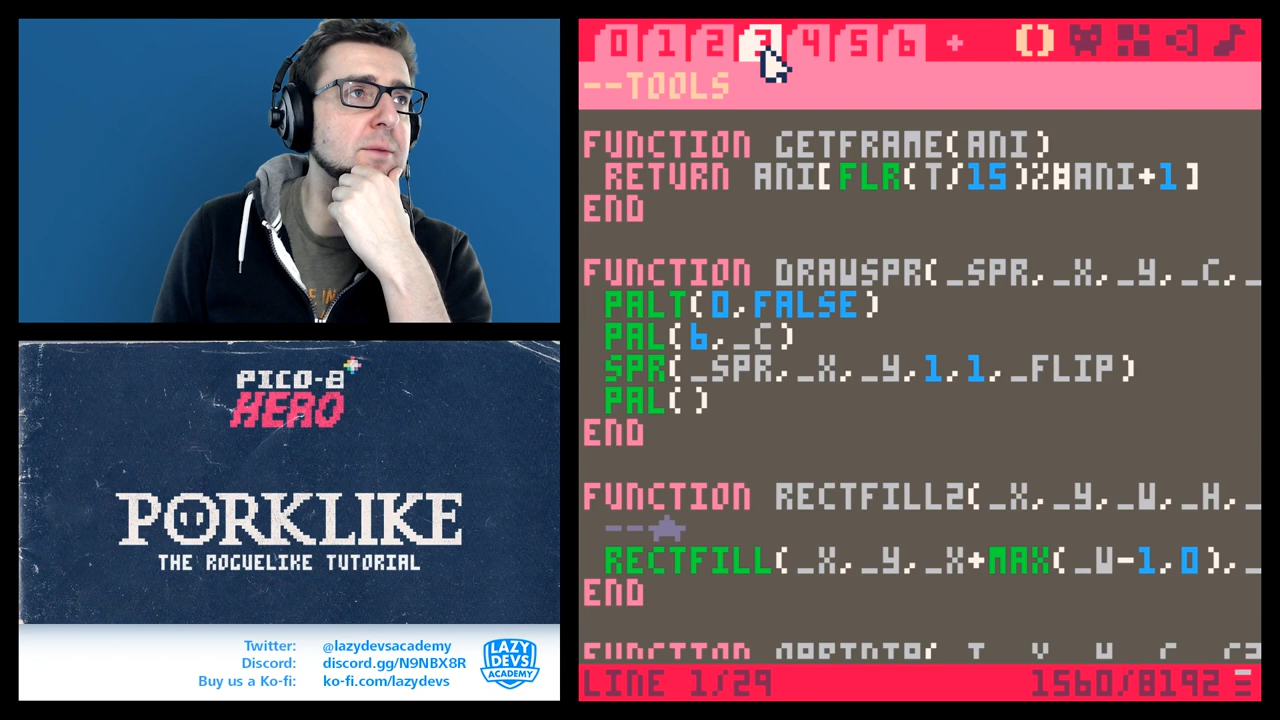 PICO-8
HERO
PORKLIKE
THE ROGUELIKE TUTORIAL
Twitter: @lazydevsacademy
Discord: discord.gg/N9NBX8R
Buy us a Ko-fi: ko-fi.com/lazydevs
LAZY
DEVS
ACADEMY
0 1 2 3 4 5 6 +
--TOOLS
FUNCTION GETFRAME(ANI)
RETURN ANI[FLR(T/15)%#ANI+1]
END
FUNCTION DRAWSPR(_SPR,_X,_Y,_C,_
PALT(0,FALSE)
PAL(6,_C)
SPR(_SPR,_X,_Y,1,1,_FLIP)
PAL()
END
FUNCTION RECTFILL2(_X,_Y,_W,_H,_
--
RECTFILL(_X,_Y,_X+MAX(_W-1,0),_
END
FUNCTION
LINE 1/29
1560/8192